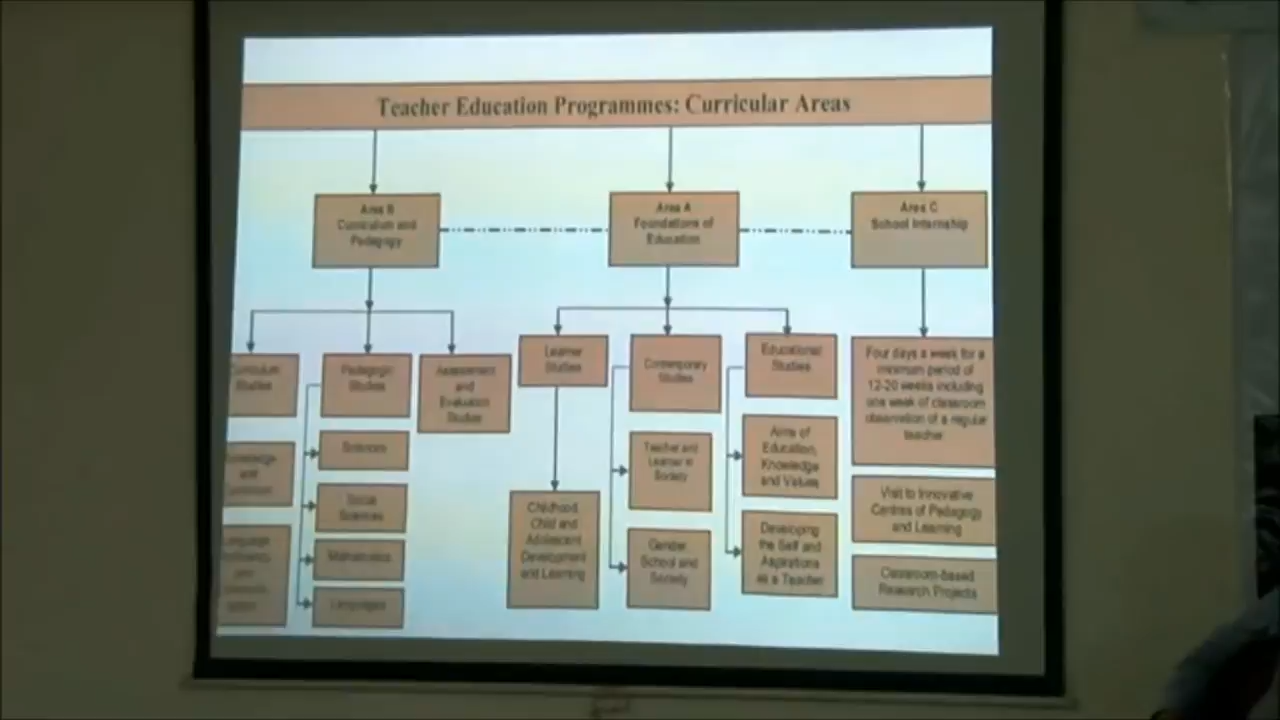 Teacher Education Programmes: Curricular Areas
Area B
Curriculum and
Pedagogy
Area A
Foundations of
Education
Area C
School Internship
Curriculum
Studies
Pedagogic
Studies
Assessment
and
Evaluation
Studies
Learner
Studies
Contemporary
Studies
Educational
Studies
Four days a week for a
minimum period of
12-20 weeks including
one week of classroom
observation of a regular
teacher
Knowledge
and
Curriculum
Sciences
Social
Sciences
Mathematics
Languages
Language
Childhood,
Child and
Adolescent
Development
and Learning
Teacher and
Learner in
Society
Gender,
School and
Society
Aims of
Education,
Knowledge
and Values
Developing
the Self and
Aspirations
as a Teacher
Visit to Innovative
Centres of Pedagogy
and Learning
Classroom-based
Research Projects